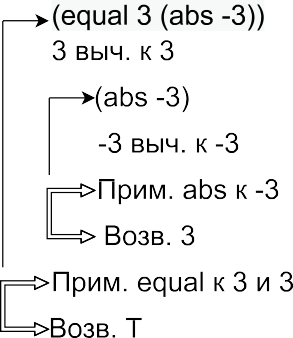 (equal 3 (abs -3))
3 выч. к 3
(abs -3)
-3 выч. к -3
Прим. abs к -3
Возв. 3
Прим. equal к 3 и 3
Возв. T